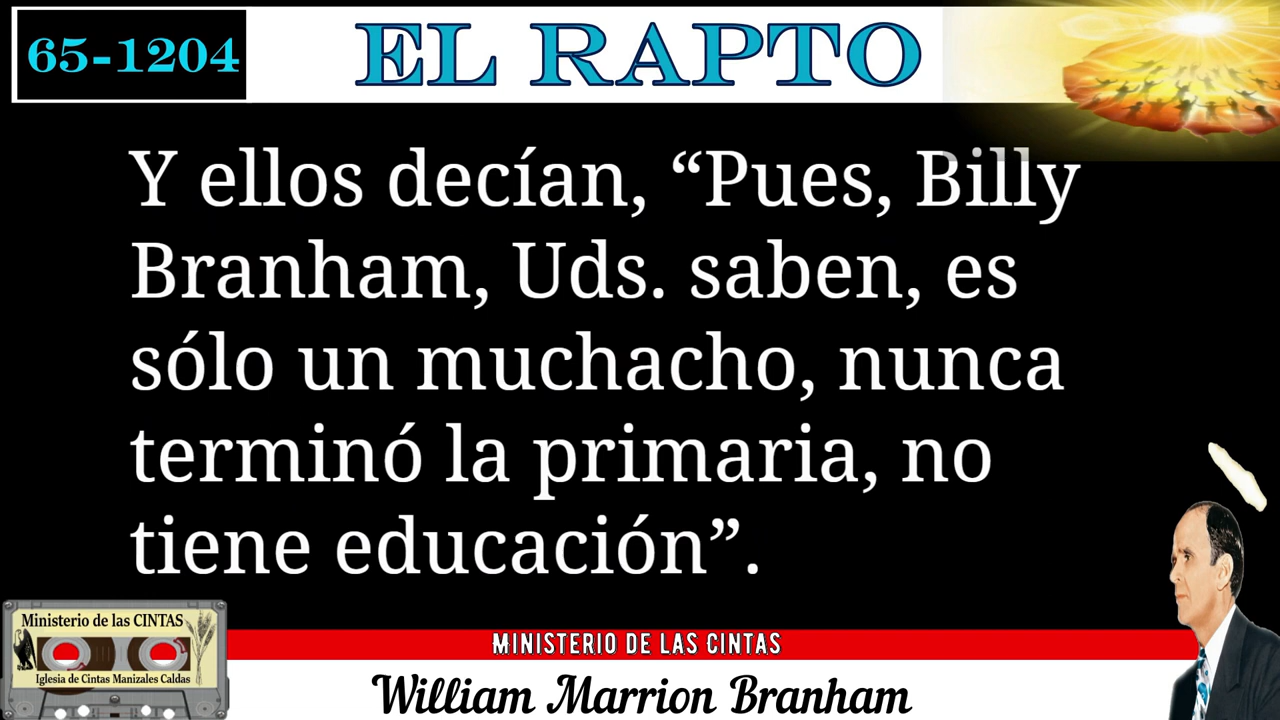 65-1204
EL RAPTO
Y ellos decían, “Pues, Billy
Branham, Uds. saben, es
sólo un muchacho, nunca
terminó la primaria, no
tiene educación”.
Ministerio de las CINTAS
Iglesia de Cintas Manizales Caldas
MINISTERIO DE LAS CINTAS
William Marrion Branham